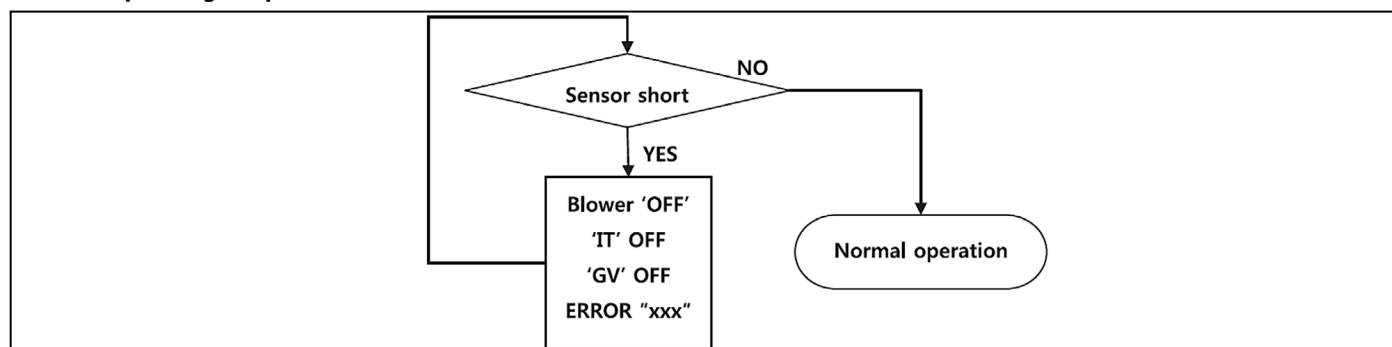 NO
Sensor short
YES
Blower ‘OFF’
‘IT’ OFF
‘GV’ OFF
ERROR “xxx“
Normal operation